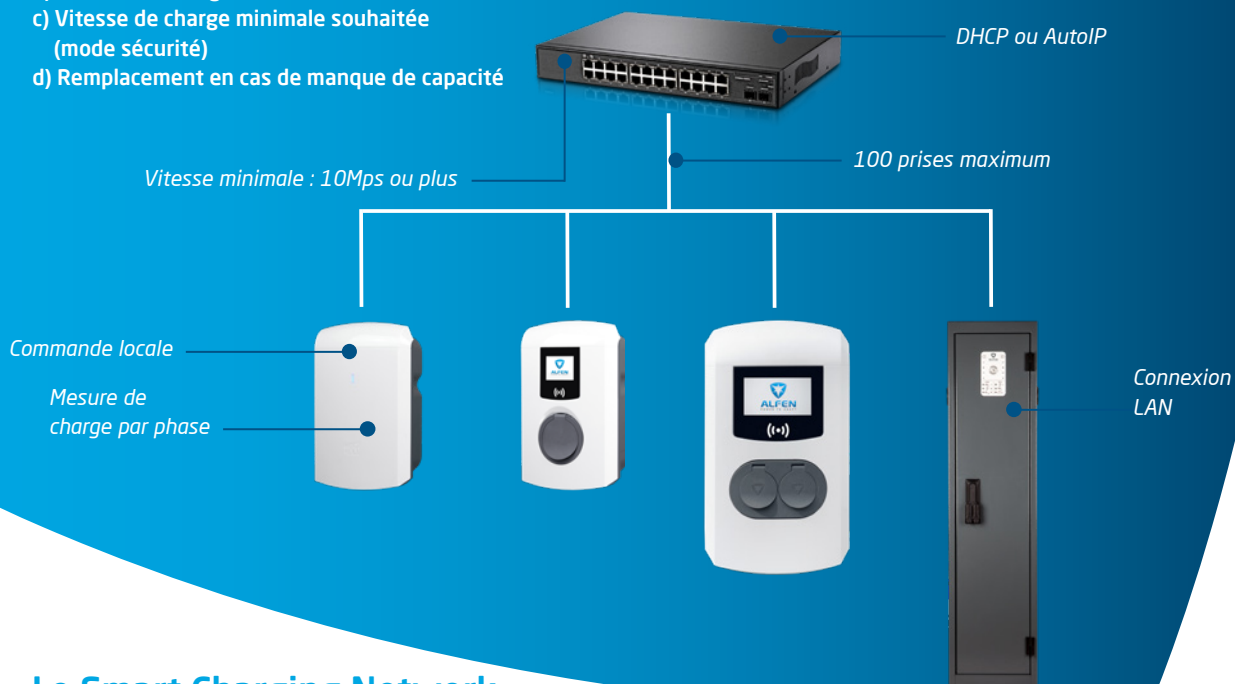 c) Vitesse de charge minimale souhaitée
(mode sécurité)
d) Remplacement en cas de manque de capacité
DHCP ou AutoIP
Vitesse minimale : 10Mps ou plus
100 prises maximum
Commande locale
Mesure de
charge par phase
ALFEN
ALFEN
Connexion
LAN